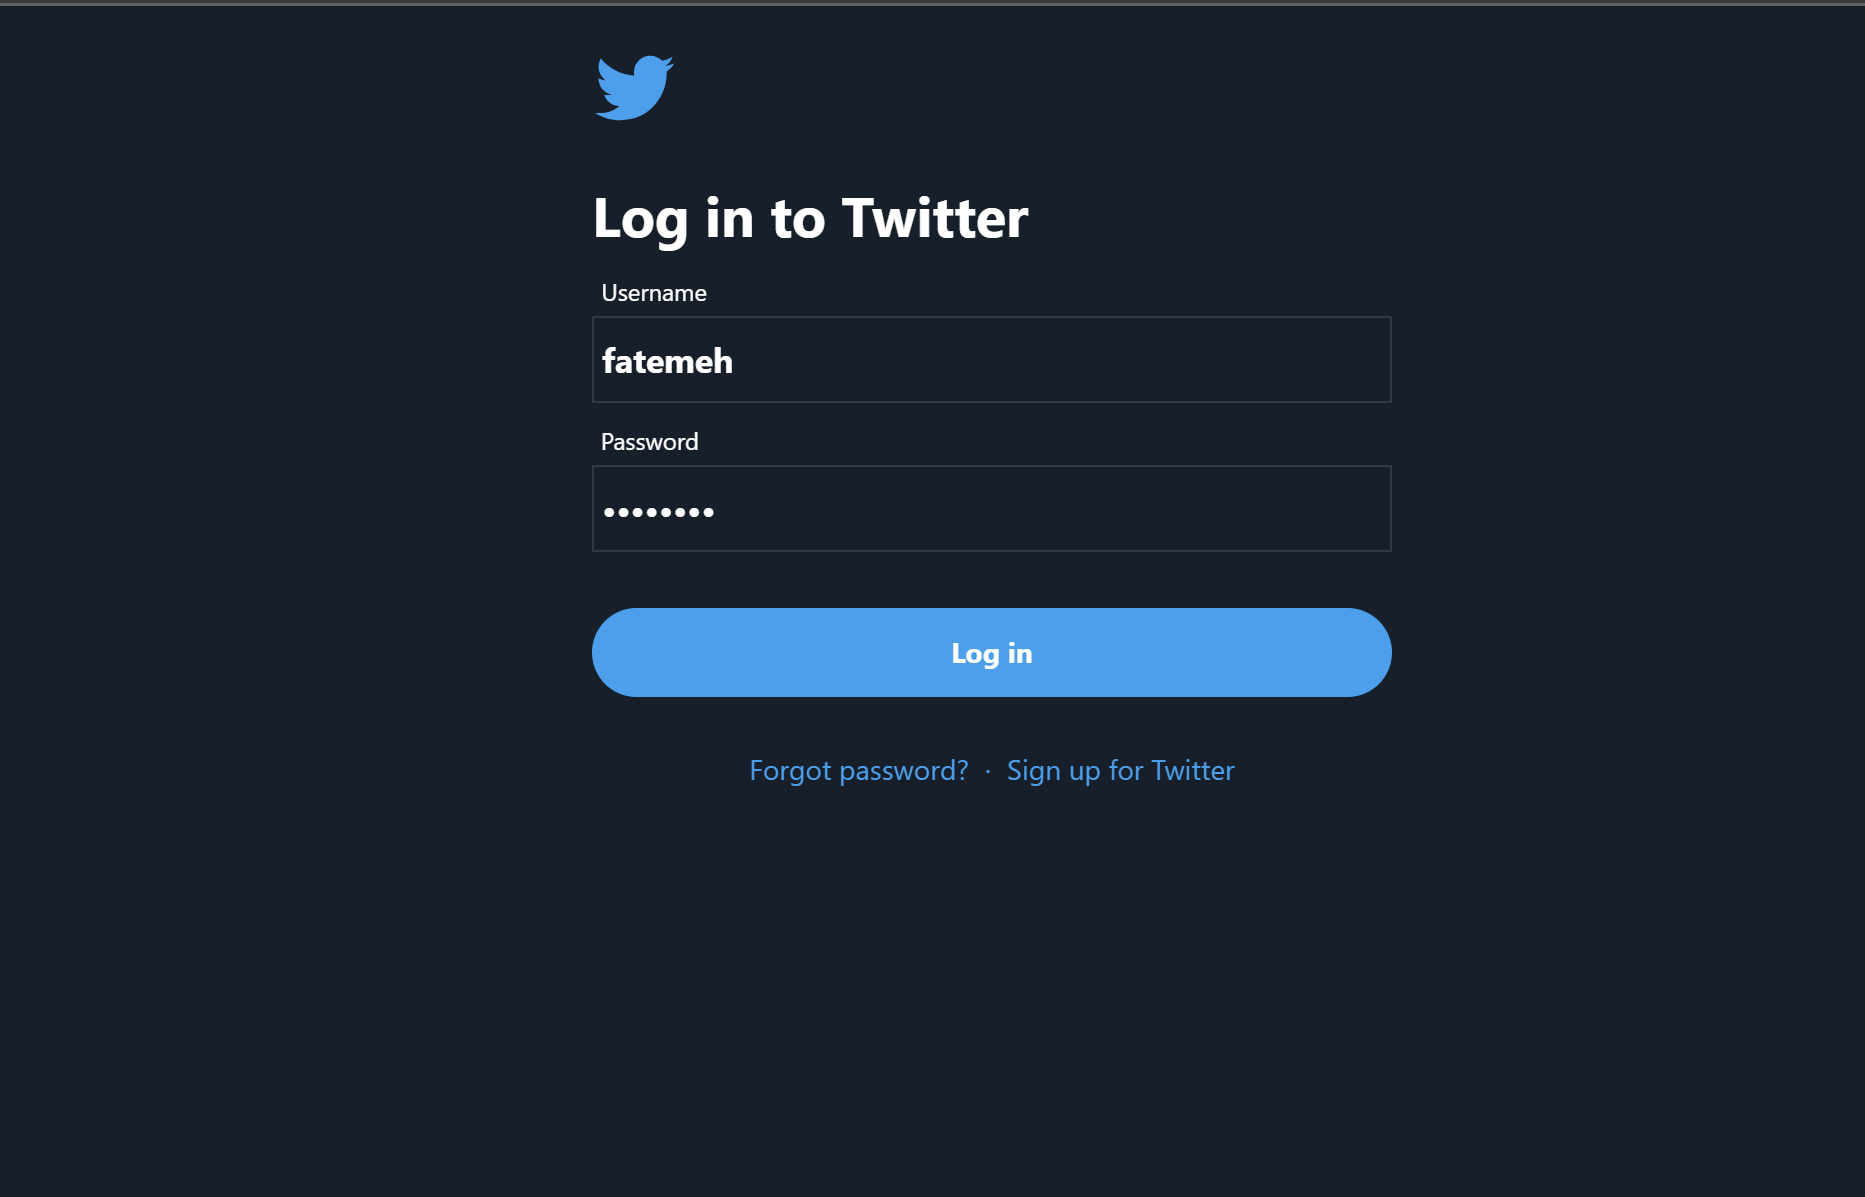 Log in to Twitter
Username
fatemeh
Password
••••••••
Log in
Forgot password? · Sign up for Twitter